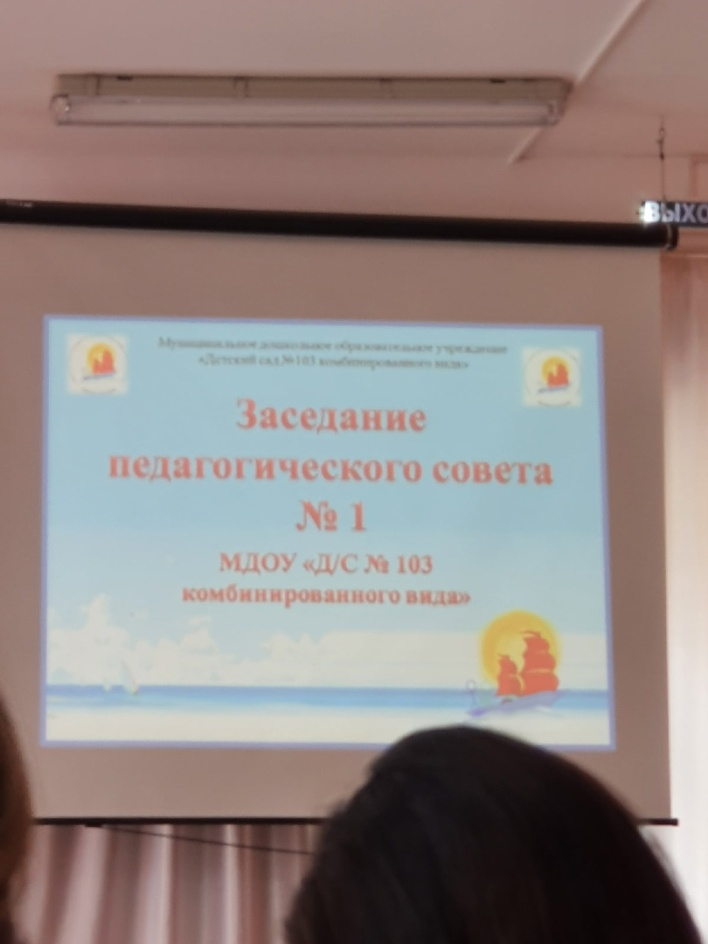 ВЫХО
Муниципальное дошкольное образовательное учреждение
«Детский сад №103 комбинированного вида»
Заседание
педагогического совета
№ 1
МДОУ «Д/С № 103
комбинированного вида»